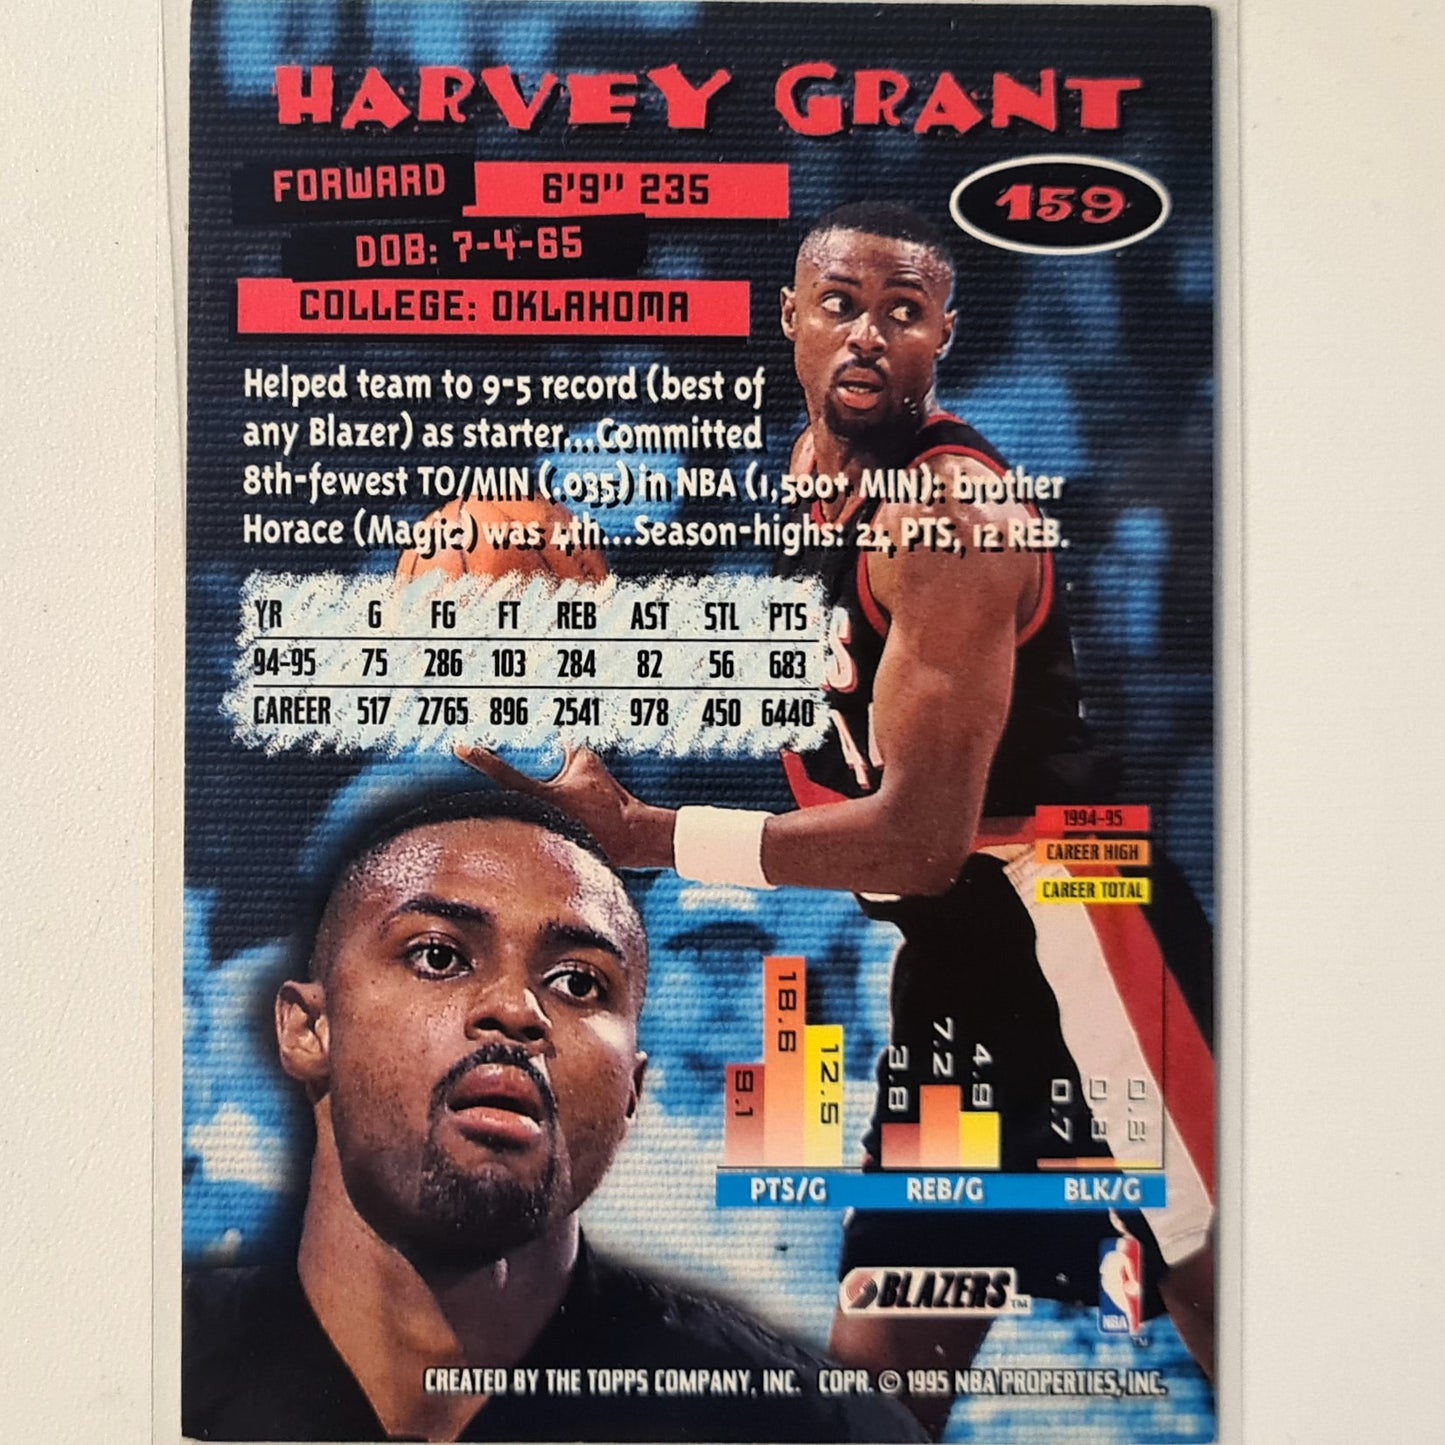 HARVEY GRANT
FORWARD 6'9" 235
159
DOB: 7-4-65
COLLEGE: OKLAHOMA
Helped team to 9-5 record (best of
any Blazer) as starter...Committed
8th-fewest TO/MIN (.035) in NBA (1,500+ MIN): brother
Horace (Magic) was 4th...Season-highs: 24 PTS, 12 REB.
YR G FG FT REB AST STL PTS
94-95 75 286 103 284 82 56 683
CAREER 517 2765 896 2541 978 450 6440
1994-95
CAREER HIGH
CAREER TOTAL
9.1 18.6 12.5
3.8 7.2 4.9
0.7
PTS/G REB/G BLK/G
BLAZERS TM
NBA
CREATED BY THE TOPPS COMPANY, INC. COPR. © 1995 NBA PROPERTIES, INC.